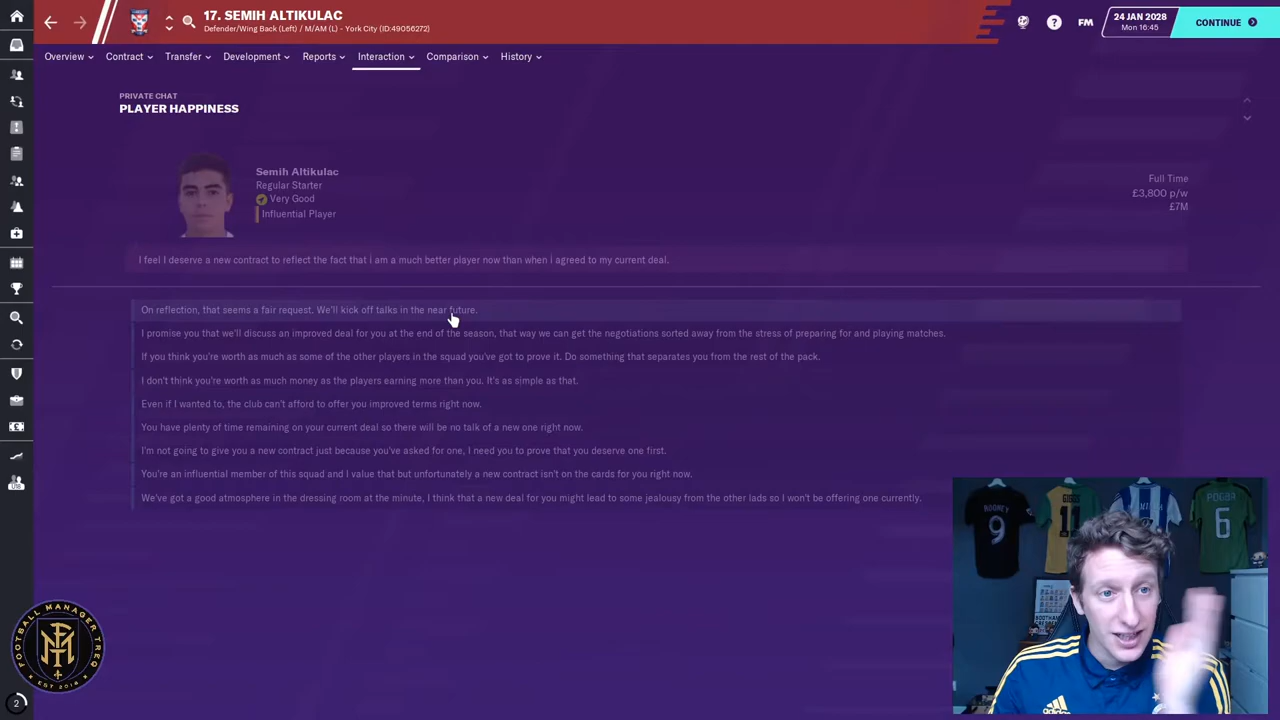 17. SEMIH ALTIKULAC
Defender/Wing Back (Left) / M/AM (L) - York City (ID:49056272)
FM
24 JAN 2028
Mon 16:45
CONTINUE
Overview
Contract
Transfer
Development
Reports
Interaction
Comparison
History
PRIVATE CHAT
PLAYER HAPPINESS
Semih Altikulac
Regular Starter
Very Good
Influential Player
Full Time
£3,800 p/w
£7M
I feel I deserve a new contract to reflect the fact that i am a much better player now than when i agreed to my current deal.
On reflection, that seems a fair request. We'll kick off talks in the near future.
I promise you that we'll discuss an improved deal for you at the end of the season, that way we can get the negotiations sorted away from the stress of preparing for and playing matches.
If you think you're worth as much as some of the other players in the squad you've got to prove it. Do something that separates you from the rest of the pack.
I don't think you're worth as much money as the players earning more than you. It's as simple as that.
Even if I wanted to, the club can't afford to offer you improved terms right now.
You have plenty of time remaining on your current deal so there will be no talk of a new one right now.
I'm not going to give you a new contract just because you've asked for one, I need you to prove that you deserve one first.
You're an influential member of this squad and I value that but unfortunately a new contract isn't on the cards for you right now.
We've got a good atmosphere in the dressing room at the minute, I think that a new deal for you might lead to some jealousy from the other lads so I won't be offering one currently.
ROONEY
9
GIGGS
11
POGBA
6
adidas
FOOTBALL MANAGER TREQ
EST 2018
2